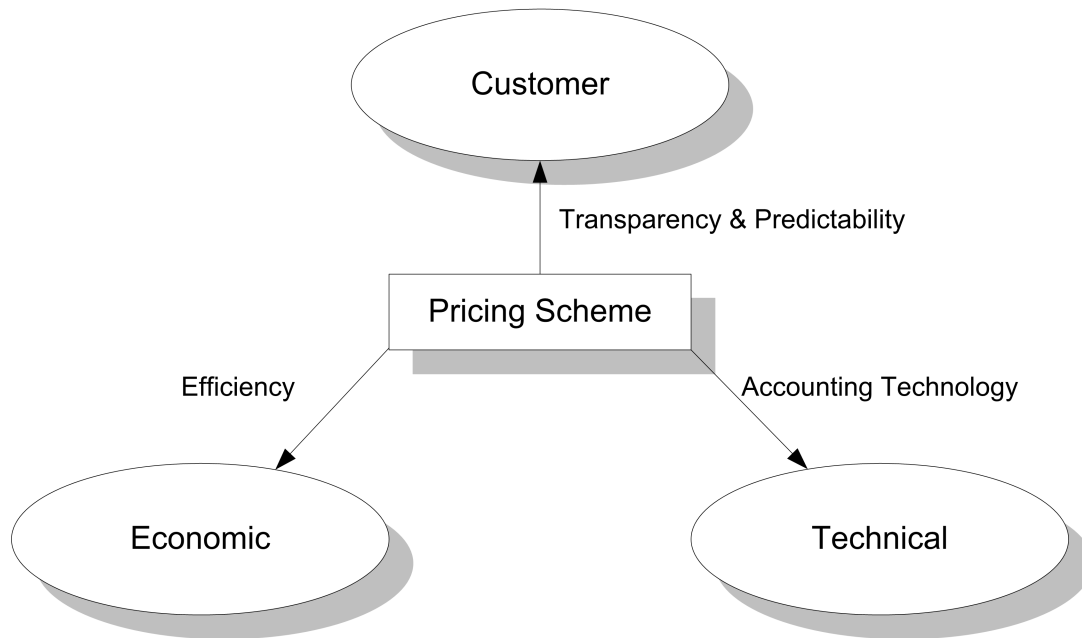 Customer
Transparency & Predictability
Pricing Scheme
Efficiency
Accounting Technology
Economic
Technical